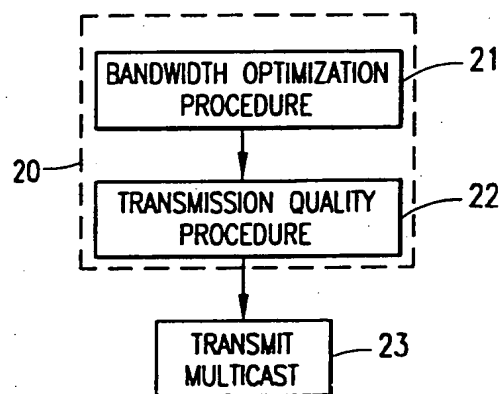 BANDWIDTH OPTIMIZATION
PROCEDURE
21
20
TRANSMISSION QUALITY
PROCEDURE
22
TRANSMIT
MULTICAST
23